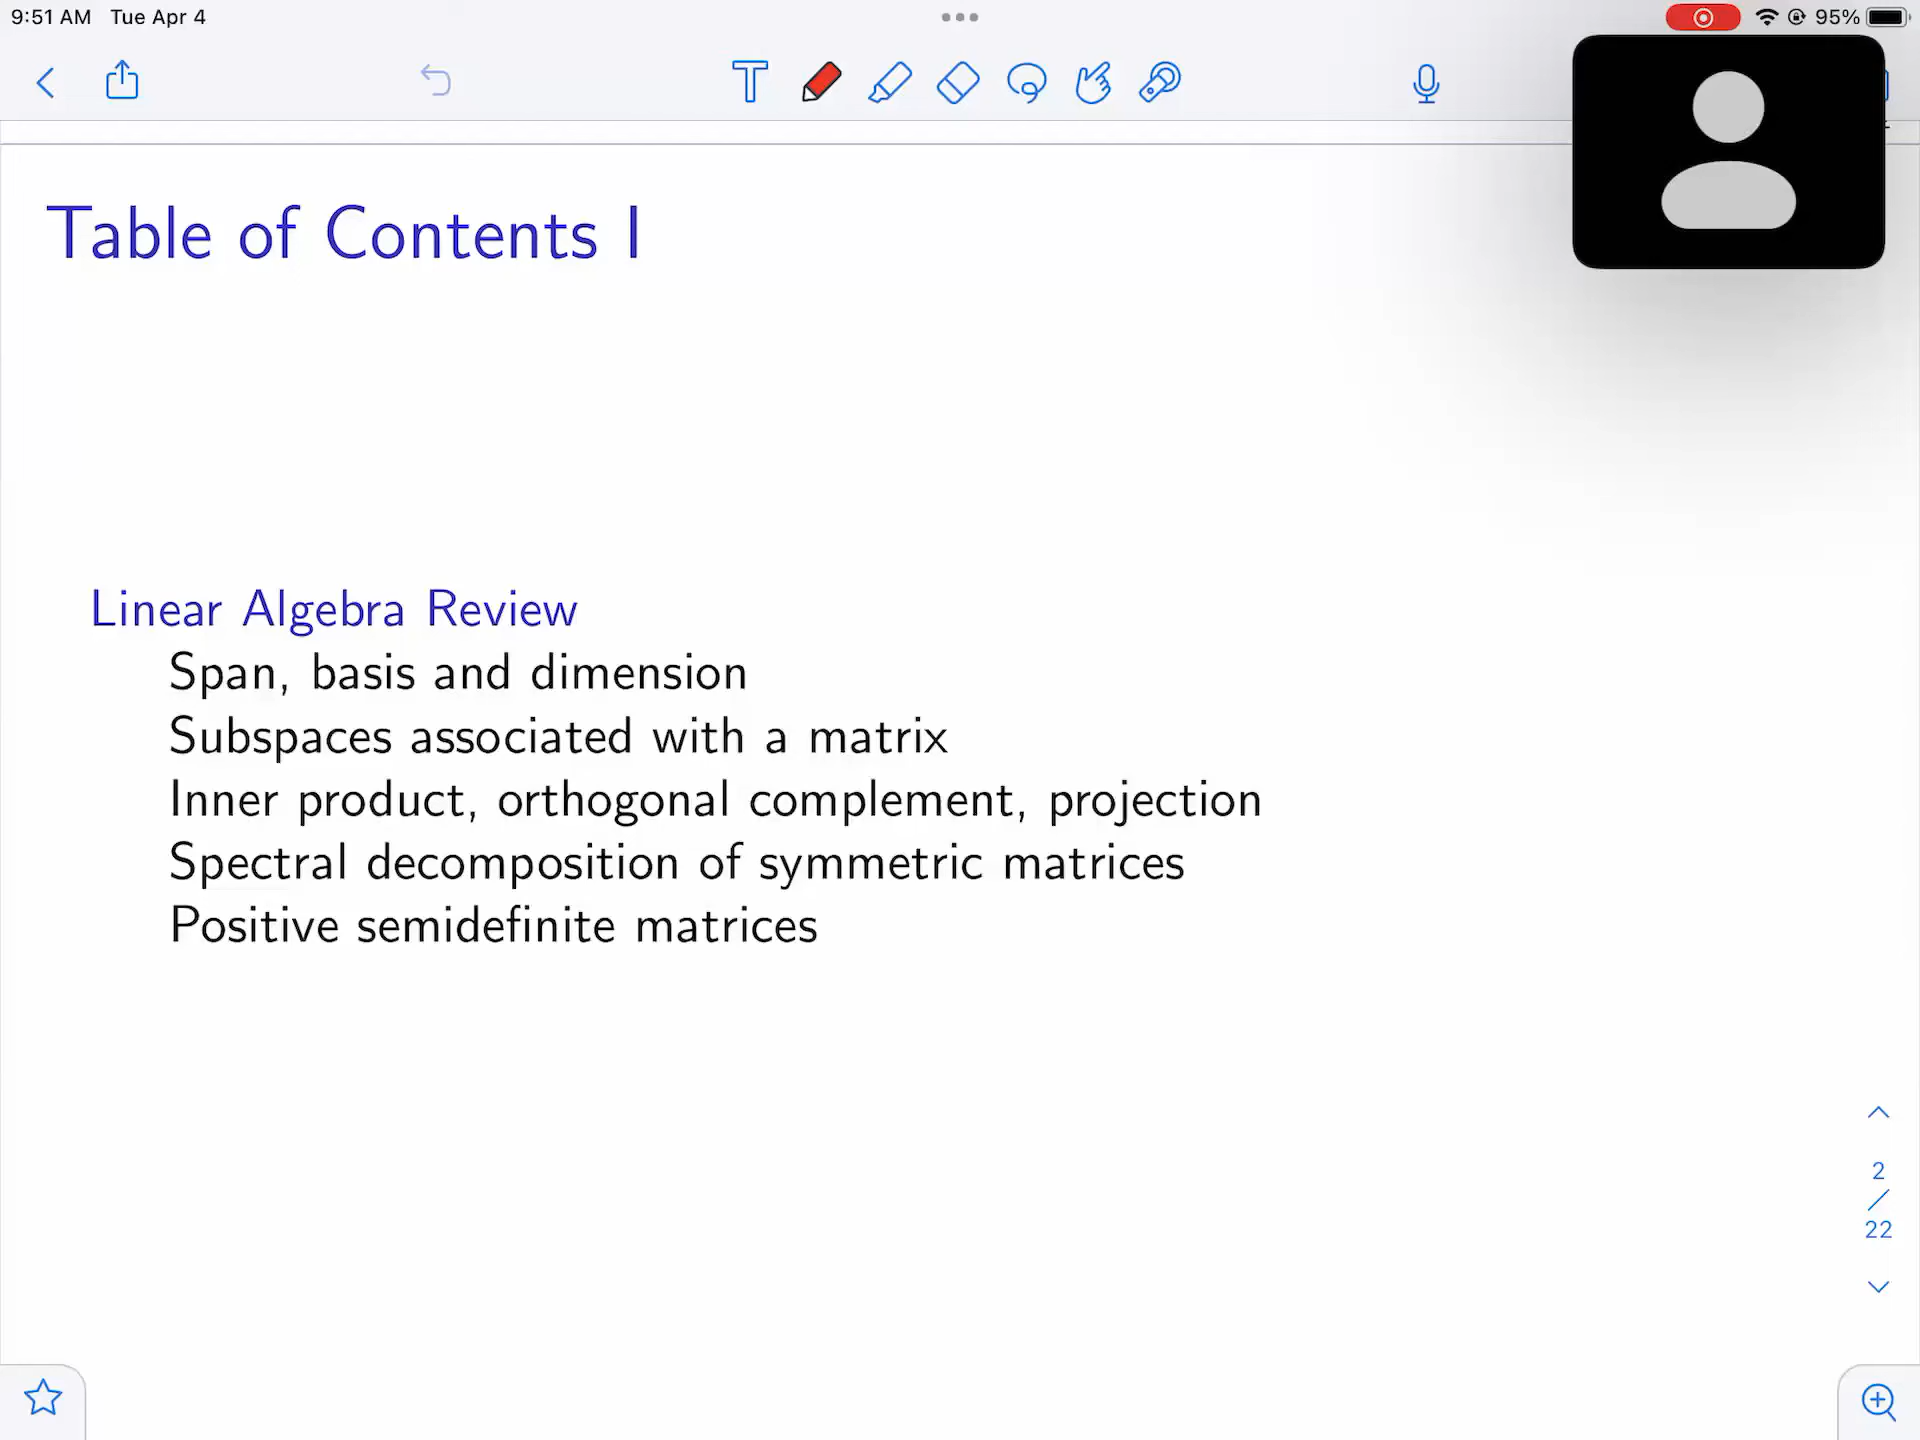 9:51 AM Tue Apr 4
95%
T
Table of Contents I
Linear Algebra Review
Span, basis and dimension
Subspaces associated with a matrix
Inner product, orthogonal complement, projection
Spectral decomposition of symmetric matrices
Positive semidefinite matrices
2
/
22